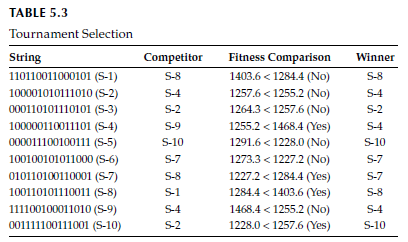 TABLE 5.3
Tournament Selection
String Competitor Fitness Comparison Winner
110110011000101 (S-1) S-8 1403.6 < 1284.4 (No) S-8
100001010111010 (S-2) S-4 1257.6 < 1255.2 (No) S-4
000110101110101 (S-3) S-2 1264.3 < 1257.6 (No) S-2
100000110011101 (S-4) S-9 1255.2 < 1468.4 (Yes) S-4
000011100100111 (S-5) S-10 1291.6 < 1228.0 (No) S-10
100100101011000 (S-6) S-7 1273.3 < 1227.2 (No) S-7
010110100110001 (S-7) S-8 1227.2 < 1284.4 (Yes) S-7
100110101110011 (S-8) S-1 1284.4 < 1403.6 (Yes) S-8
111100100011010 (S-9) S-4 1468.4 < 1255.2 (No) S-4
001111100111001 (S-10) S-2 1228.0 < 1257.6 (Yes) S-10